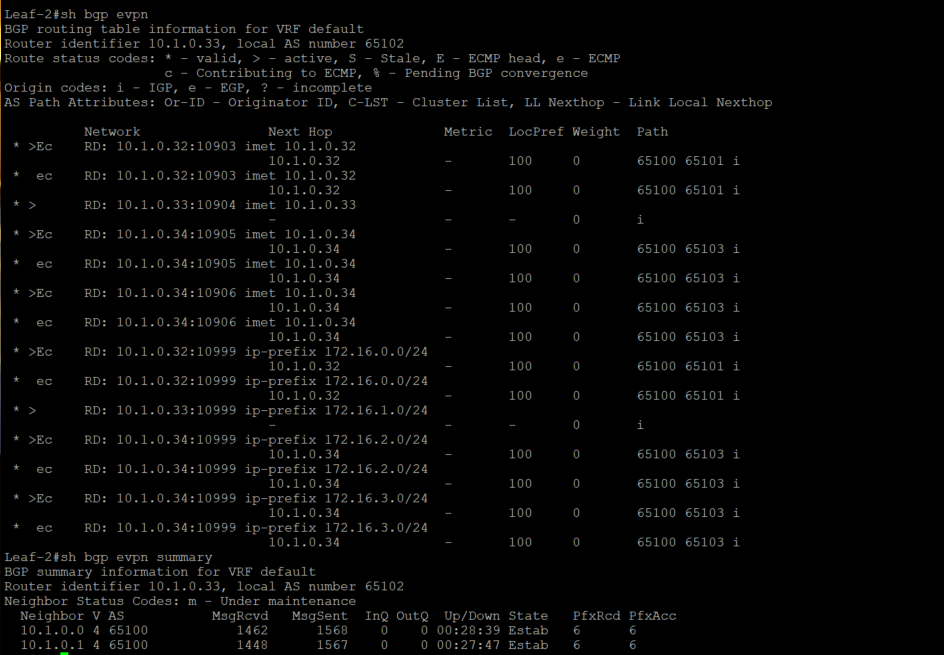 Leaf-2#sh bgp evpn
BGP routing table information for VRF default
Router identifier 10.1.0.33, local AS number 65102
Route status codes: * - valid, > - active, S - Stale, E - ECMP head, e - ECMP
                    c - Contributing to ECMP, % - Pending BGP convergence
Origin codes: i - IGP, e - EGP, ? - incomplete
AS Path Attributes: Or-ID - Originator ID, C-LST - Cluster List, LL Nexthop - Link Local Nexthop

          Network                Next Hop              Metric  LocPref Weight  Path
 * >Ec    RD: 10.1.0.32:10903 imet 10.1.0.32
                                 10.1.0.32             -       100     0       65100 65101 i
 *  ec    RD: 10.1.0.32:10903 imet 10.1.0.32
                                 10.1.0.32             -       100     0       65100 65101 i
 * >      RD: 10.1.0.33:10904 imet 10.1.0.33
                                 -                     -       -       0       i
 * >Ec    RD: 10.1.0.34:10905 imet 10.1.0.34
                                 10.1.0.34             -       100     0       65100 65103 i
 *  ec    RD: 10.1.0.34:10905 imet 10.1.0.34
                                 10.1.0.34             -       100     0       65100 65103 i
 * >Ec    RD: 10.1.0.34:10906 imet 10.1.0.34
                                 10.1.0.34             -       100     0       65100 65103 i
 *  ec    RD: 10.1.0.34:10906 imet 10.1.0.34
                                 10.1.0.34             -       100     0       65100 65103 i
 * >Ec    RD: 10.1.0.32:10999 ip-prefix 172.16.0.0/24
                                 10.1.0.32             -       100     0       65100 65101 i
 *  ec    RD: 10.1.0.32:10999 ip-prefix 172.16.0.0/24
                                 10.1.0.32             -       100     0       65100 65101 i
 * >      RD: 10.1.0.33:10999 ip-prefix 172.16.1.0/24
                                 -                     -       -       0       i
 * >Ec    RD: 10.1.0.34:10999 ip-prefix 172.16.2.0/24
                                 10.1.0.34             -       100     0       65100 65103 i
 *  ec    RD: 10.1.0.34:10999 ip-prefix 172.16.2.0/24
                                 10.1.0.34             -       100     0       65100 65103 i
 * >Ec    RD: 10.1.0.34:10999 ip-prefix 172.16.3.0/24
                                 10.1.0.34             -       100     0       65100 65103 i
 *  ec    RD: 10.1.0.34:10999 ip-prefix 172.16.3.0/24
                                 10.1.0.34             -       100     0       65100 65103 i
Leaf-2#sh bgp evpn summary
BGP summary information for VRF default
Router identifier 10.1.0.33, local AS number 65102
Neighbor Status Codes: m - Under maintenance
  Neighbor V AS           MsgRcvd   MsgSent  InQ OutQ  Up/Down State   PfxRcd PfxAcc
  10.1.0.0 4 65100           1462      1568    0    0 00:28:39 Estab   6      6
  10.1.0.1 4 65100           1448      1567    0    0 00:27:47 Estab   6      6